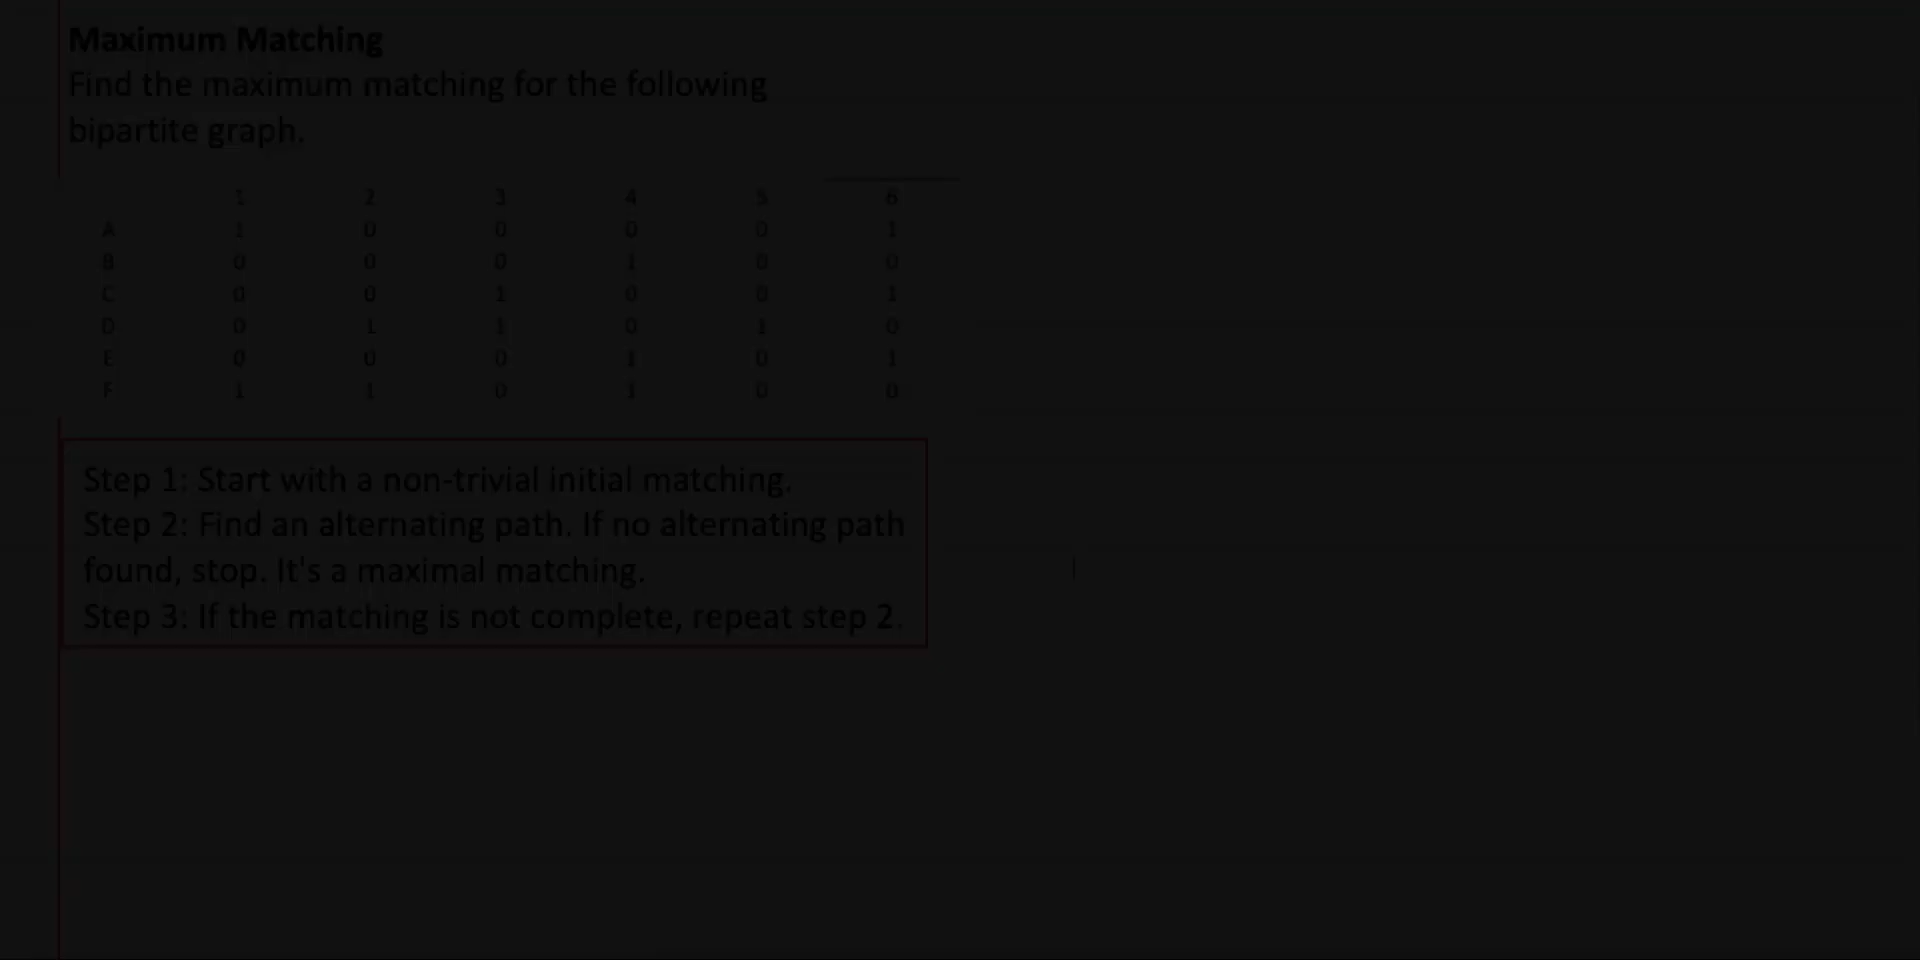 Maximum Matching
Find the maximum matching for the following
bipartite graph.
1 2 3 4 5 6
A 1 0 0 0 0 1
B 0 0 0 1 0 0
C 0 0 1 0 0 1
D 0 1 1 0 1 0
E 0 0 0 1 0 1
F 1 1 0 1 0 0
Step 1: Start with a non-trivial initial matching.
Step 2: Find an alternating path. If no alternating path
found, stop. It's a maximal matching.
Step 3: If the matching is not complete, repeat step 2.